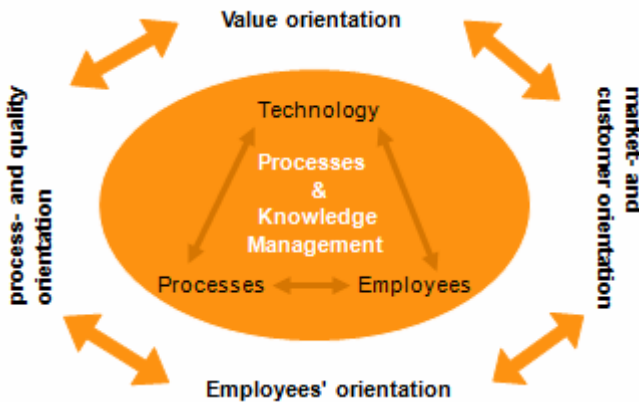 Value orientation
process- and quality
orientation
market- and
customer orientation
Technology
Processes
&
Knowledge
Management
Processes
Employees
Employees' orientation